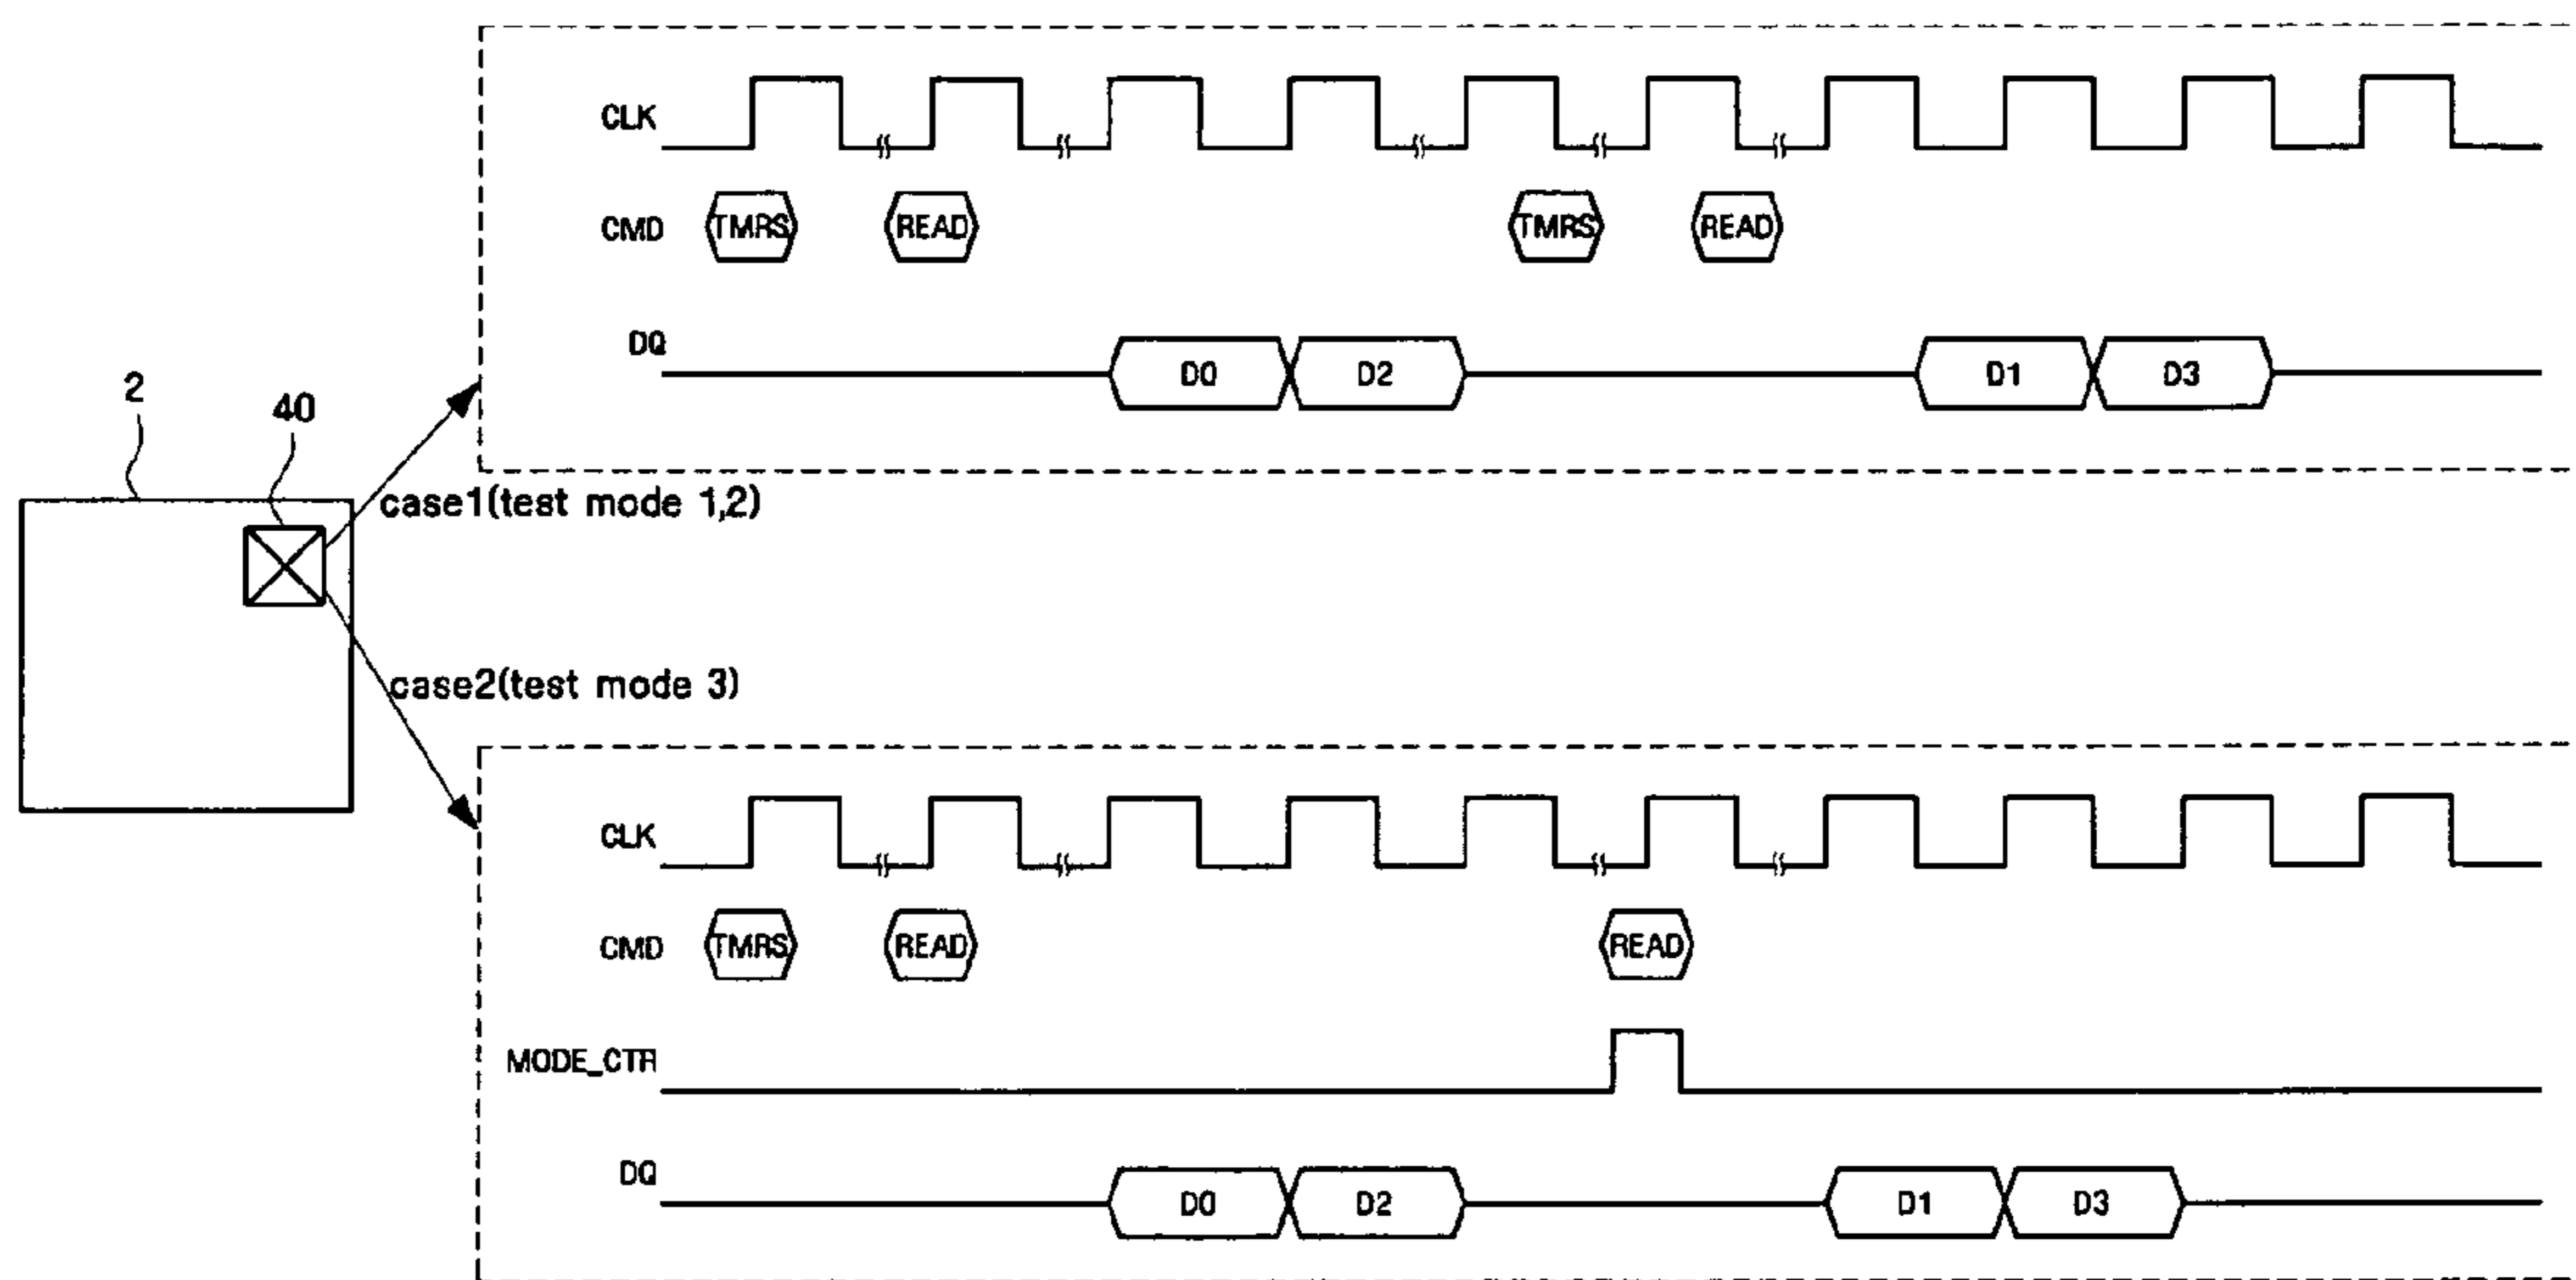 CLK
CMD TMRS READ TMRS READ
DQ D0 D2 D1 D3
2
40
case1(test mode 1,2)
case2(test mode 3)
CLK
CMD TMRS READ READ
MODE_CTR
DQ D0 D2 D1 D3